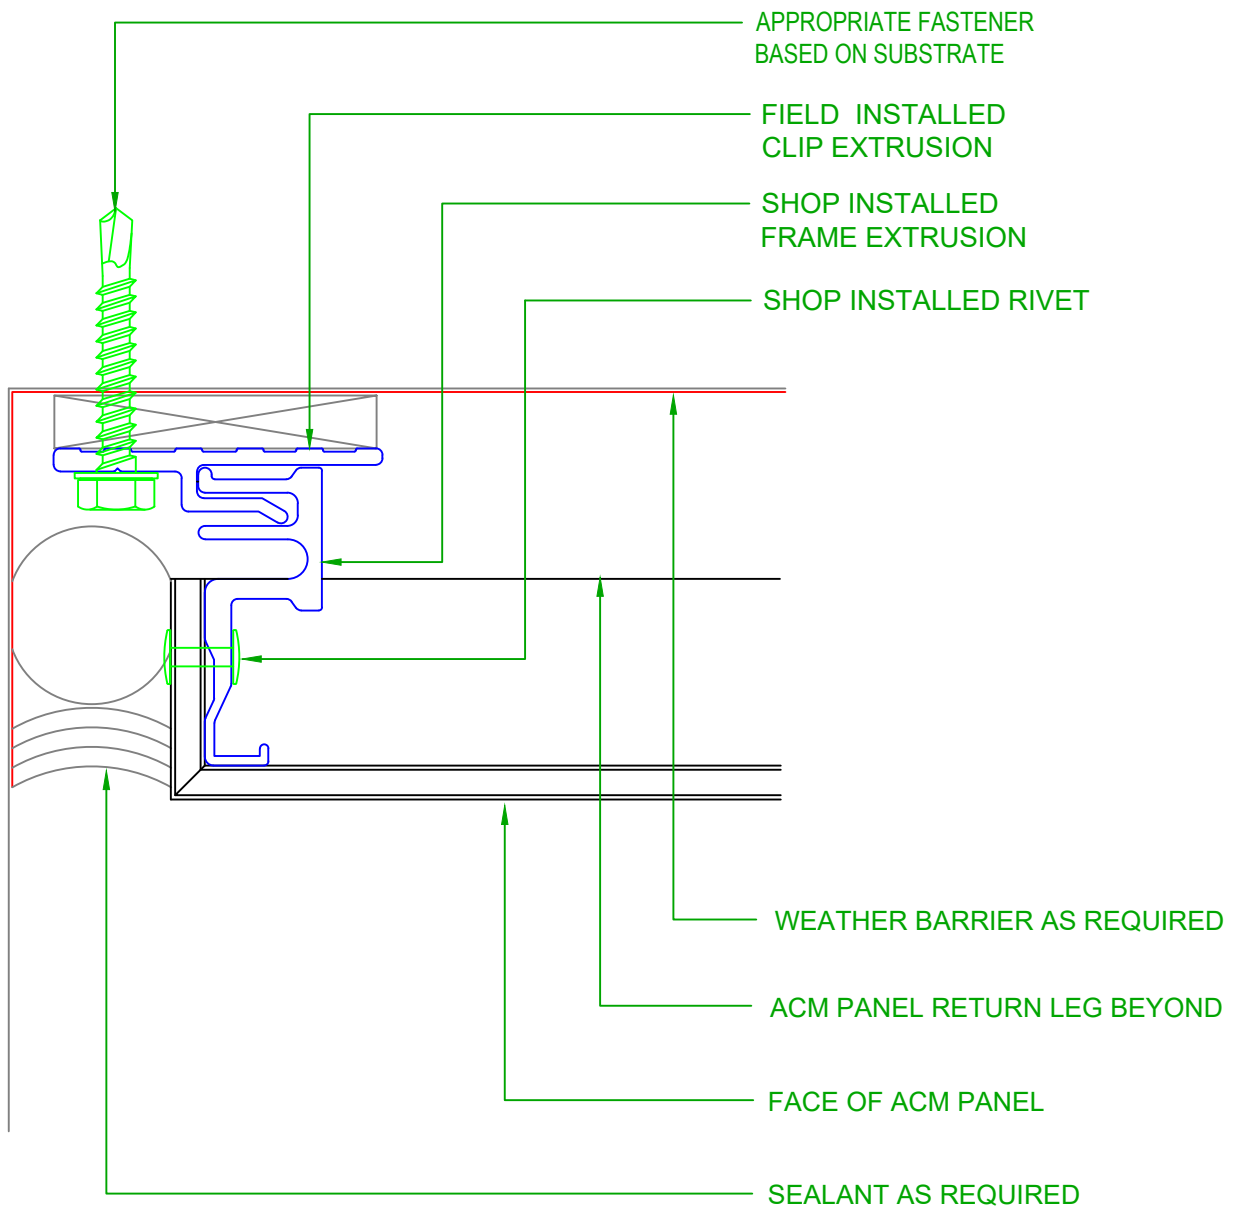 APPROPRIATE FASTENER
BASED ON SUBSTRATE
FIELD INSTALLED
CLIP EXTRUSION
SHOP INSTALLED
FRAME EXTRUSION
SHOP INSTALLED RIVET
WEATHER BARRIER AS REQUIRED
ACM PANEL RETURN LEG BEYOND
FACE OF ACM PANEL
SEALANT AS REQUIRED